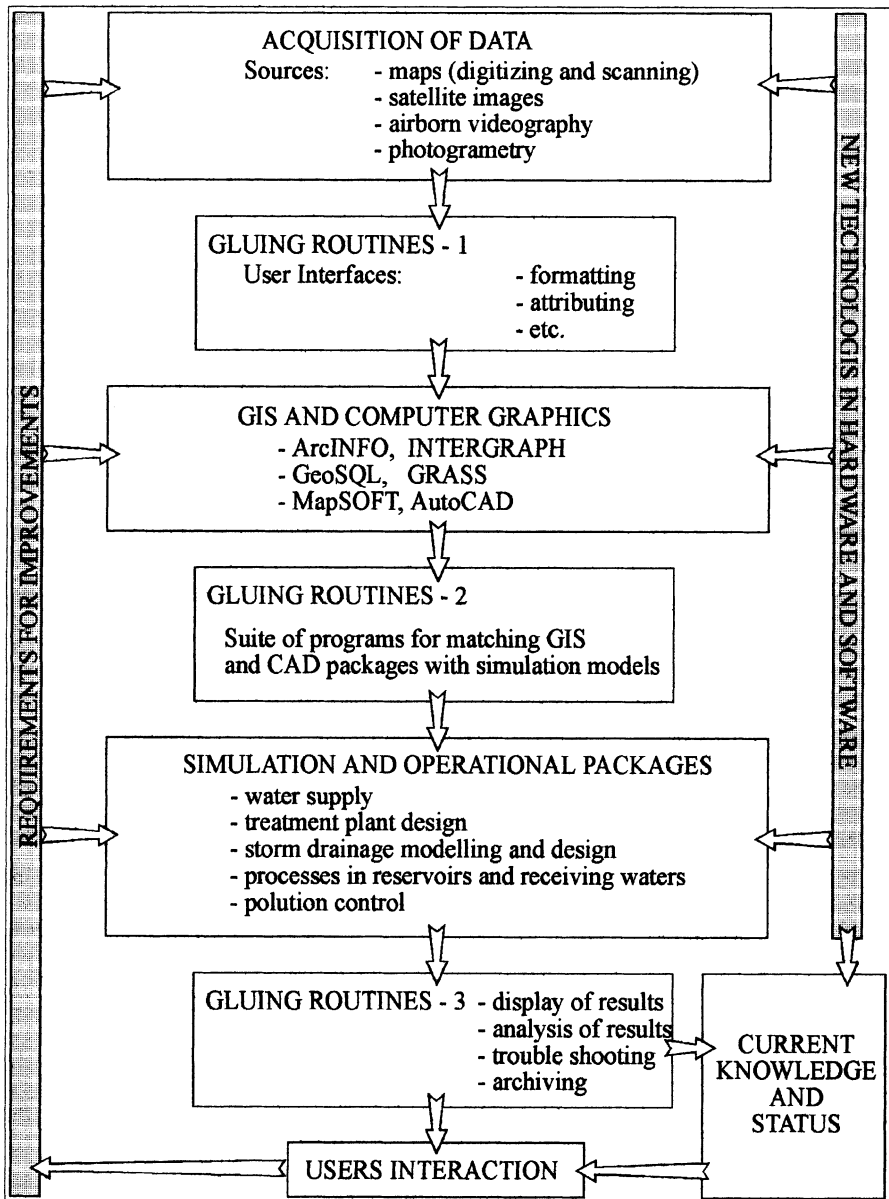 ACQUISITION OF DATA
Sources: - maps (digitizing and scanning)
- satellite images
- airborn videography
- photogrametry
GLUING ROUTINES - 1
User Interfaces: - formatting
- attributing
- etc.
GIS AND COMPUTER GRAPHICS
- ArcINFO, INTERGRAPH
- GeoSQL, GRASS
- MapSOFT, AutoCAD
GLUING ROUTINES - 2
Suite of programs for matching GIS
and CAD packages with simulation models
SIMULATION AND OPERATIONAL PACKAGES
- water supply
- treatment plant design
- storm drainage modelling and design
- processes in reservoirs and receiving waters
- polution control
GLUING ROUTINES - 3 - display of results
- analysis of results
- trouble shooting
- archiving
USERS INTERACTION
CURRENT
KNOWLEDGE
AND
STATUS
REQUIREMENTS FOR IMPROVEMENTS
NEW TECHNOLOGIS IN HARDWARE AND SOFTWARE